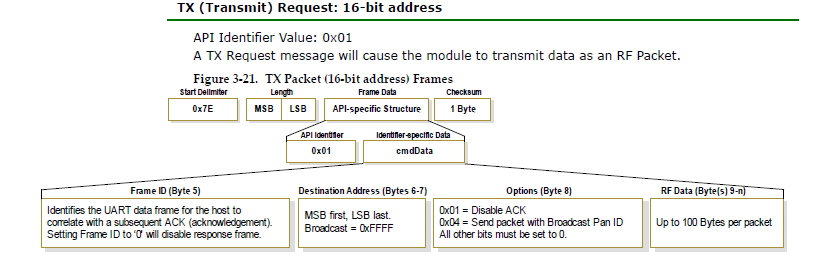 TX (Transmit) Request: 16-bit address
API Identifier Value: 0x01
A TX Request message will cause the module to transmit data as an RF Packet.
Figure 3-21. TX Packet (16-bit address) Frames
Start Delimiter Length Frame Data Checksum
0x7E MSB LSB API-specific Structure 1 Byte
API Identifier Identifier-specific Data
0x01 cmdData
Frame ID (Byte 5) Destination Address (Bytes 6-7) Options (Byte 8) RF Data (Byte(s) 9-n)
Identifies the UART data frame for the host to
correlate with a subsequent ACK (acknowledgement).
Setting Frame ID to '0' will disable response frame.
MSB first, LSB last.
Broadcast = 0xFFFF
0x01 = Disable ACK
0x04 = Send packet with Broadcast Pan ID
All other bits must be set to 0.
Up to 100 Bytes per packet